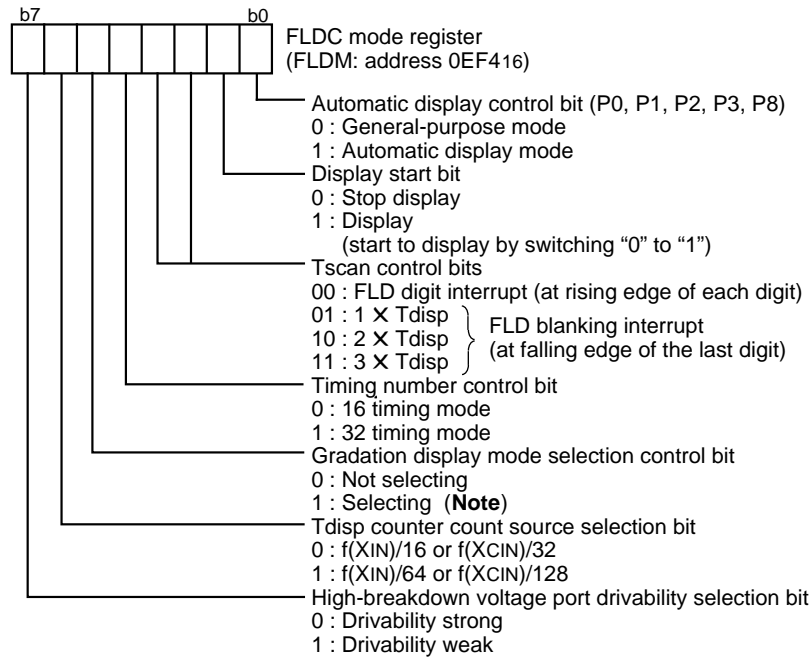 b7 b0
FLDC mode register
(FLDM: address 0EF416)
Automatic display control bit (P0, P1, P2, P3, P8)
0 : General-purpose mode
1 : Automatic display mode
Display start bit
0 : Stop display
1 : Display
(start to display by switching “0” to “1”)
Tscan control bits
00 : FLD digit interrupt (at rising edge of each digit)
01 : 1 ✕ Tdisp
10 : 2 ✕ Tdisp
11 : 3 ✕ Tdisp
FLD blanking interrupt
(at falling edge of the last digit)
Timing number control bit
0 : 16 timing mode
1 : 32 timing mode
Gradation display mode selection control bit
0 : Not selecting
1 : Selecting (Note)
Tdisp counter count source selection bit
0 : f(XIN)/16 or f(XCIN)/32
1 : f(XIN)/64 or f(XCIN)/128
High-breakdown voltage port drivability selection bit
0 : Drivability strong
1 : Drivability weak